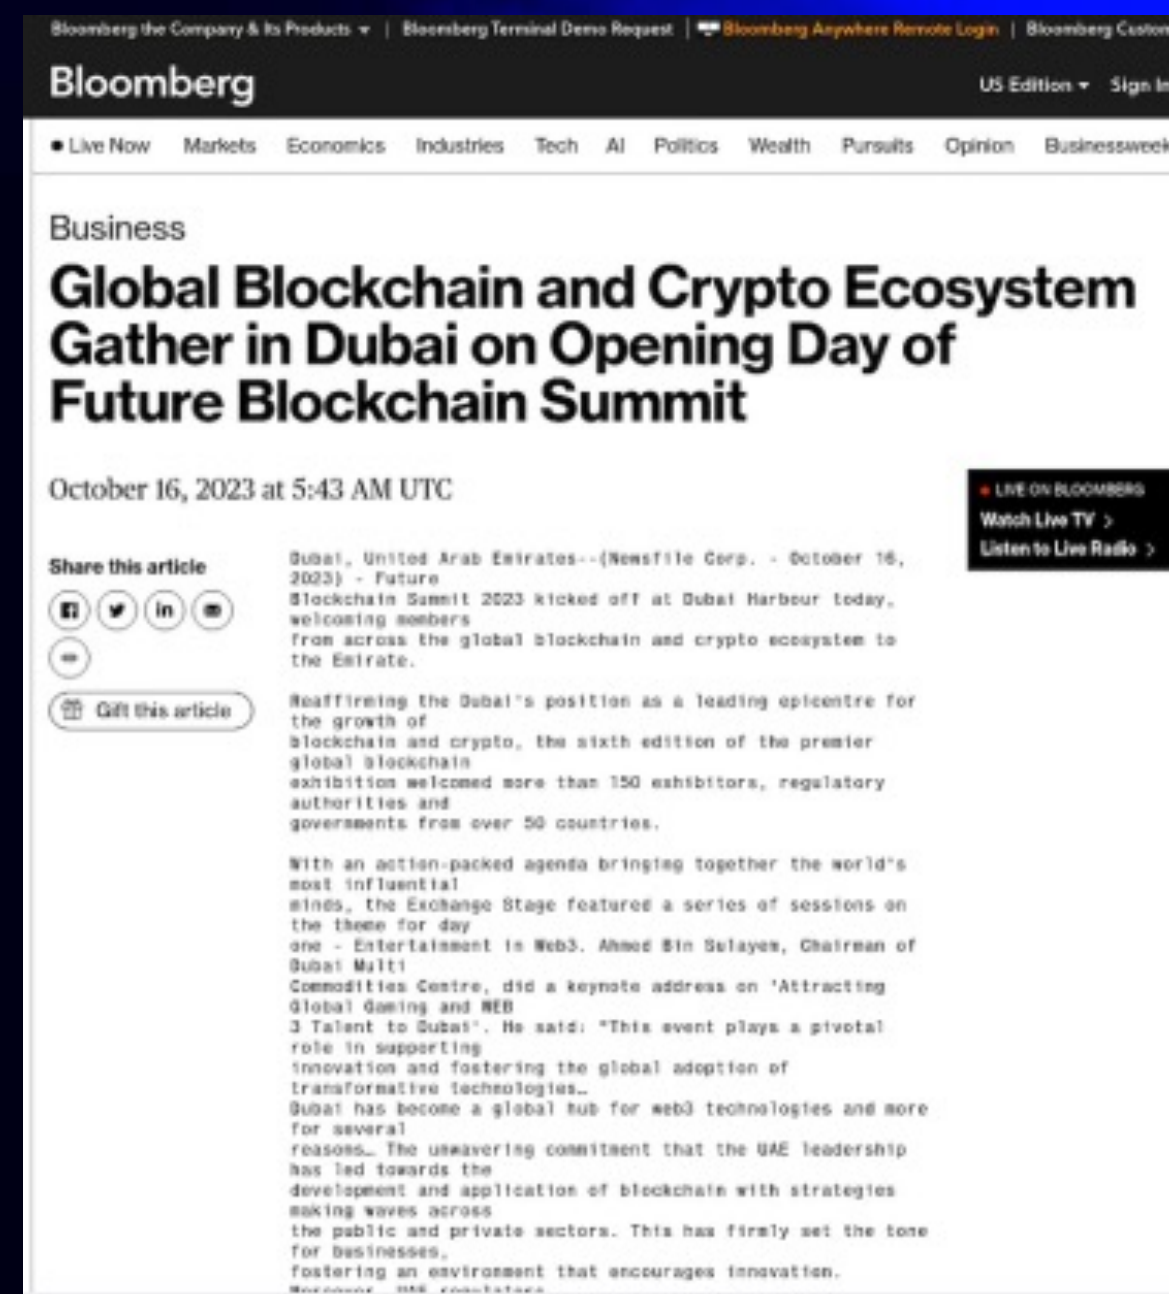 Bloomberg the Company & Its Products | Bloomberg Terminal Demo Request | Bloomberg Anywhere Remote Login | Bloomberg Custom
Bloomberg
US Edition Sign In
Live Now Markets Economics Industries Tech AI Politics Wealth Pursuits Opinion Businessweek
Business
Global Blockchain and Crypto Ecosystem
Gather in Dubai on Opening Day of
Future Blockchain Summit
October 16, 2023 at 5:43 AM UTC
LIVE ON BLOOMBERG
Watch Live TV >
Listen to Live Radio >
Share this article
Gift this article
Dubai, United Arab Emirates--(Newsfile Corp. - October 16,
2023) - Future
Blockchain Summit 2023 kicked off at Dubai Harbour today,
welcoming members
from across the global blockchain and crypto ecosystem to
the Emirate.
Reaffirming the Dubai's position as a leading epicentre for
the growth of
blockchain and crypto, the sixth edition of the premier
global blockchain
exhibition welcomed more than 150 exhibitors, regulatory
authorities and
governments from over 50 countries.
With an action-packed agenda bringing together the world's
most influential
minds, the Exchange Stage featured a series of sessions on
the theme for day
one - Entertainment in Web3. Ahmed Bin Sulayem, Chairman of
Dubai Multi
Commodities Centre, did a keynote address on 'Attracting
Global Gaming and WEB
3 Talent to Dubai'. He said: "This event plays a pivotal
role in supporting
innovation and fostering the global adoption of
transformative technologies…
Dubai has become a global hub for web3 technologies and more
for several
reasons… The unwavering commitment that the UAE leadership
has led towards the
development and application of blockchain with strategies
making waves across
the public and private sectors. This has firmly set the tone
for businesses,
fostering an environment that encourages innovation.
Moreover, UAE regulators